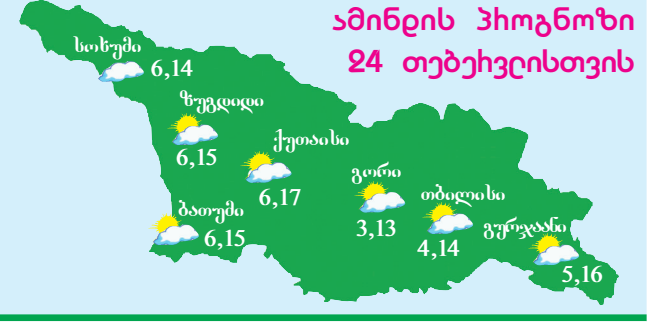 ამინდის პროგნოზი
24 თებერვლისთვის
სოხუმი
6,14
ზუგდიდი
6,15
ქუთაისი
6,17
გორი
3,13
თბილისი
4,14
ბათუმი
6,15
გურჯაანი
5,16